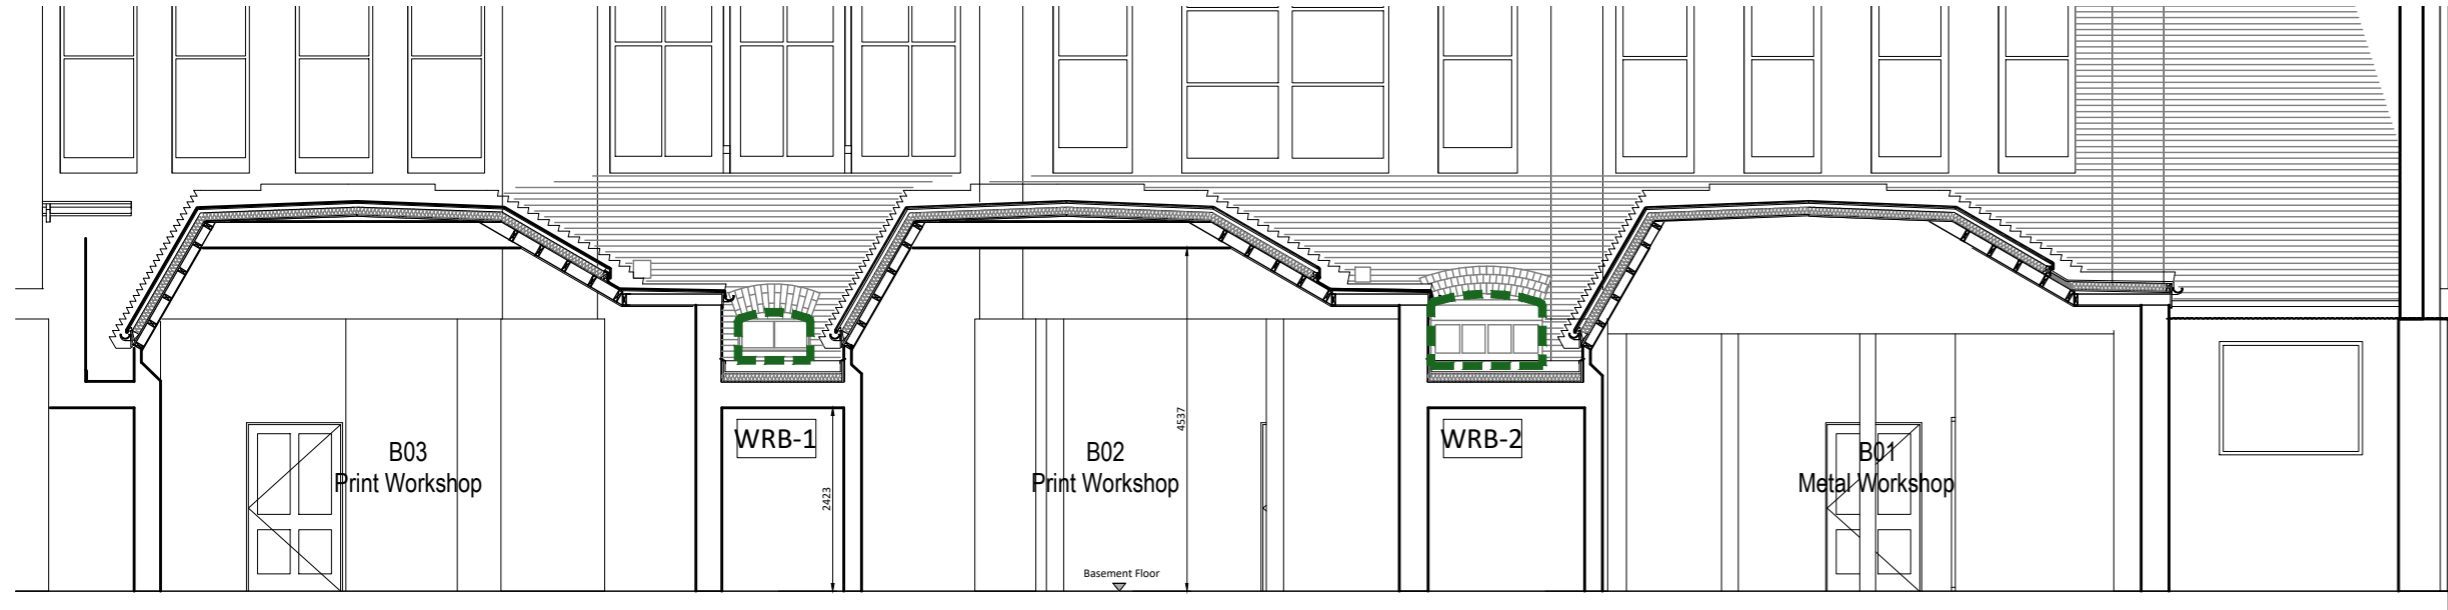 B03
Print Workshop
WRB-1
2423
B02
Print Workshop
4537
Basement Floor
WRB-2
B01
Metal Workshop